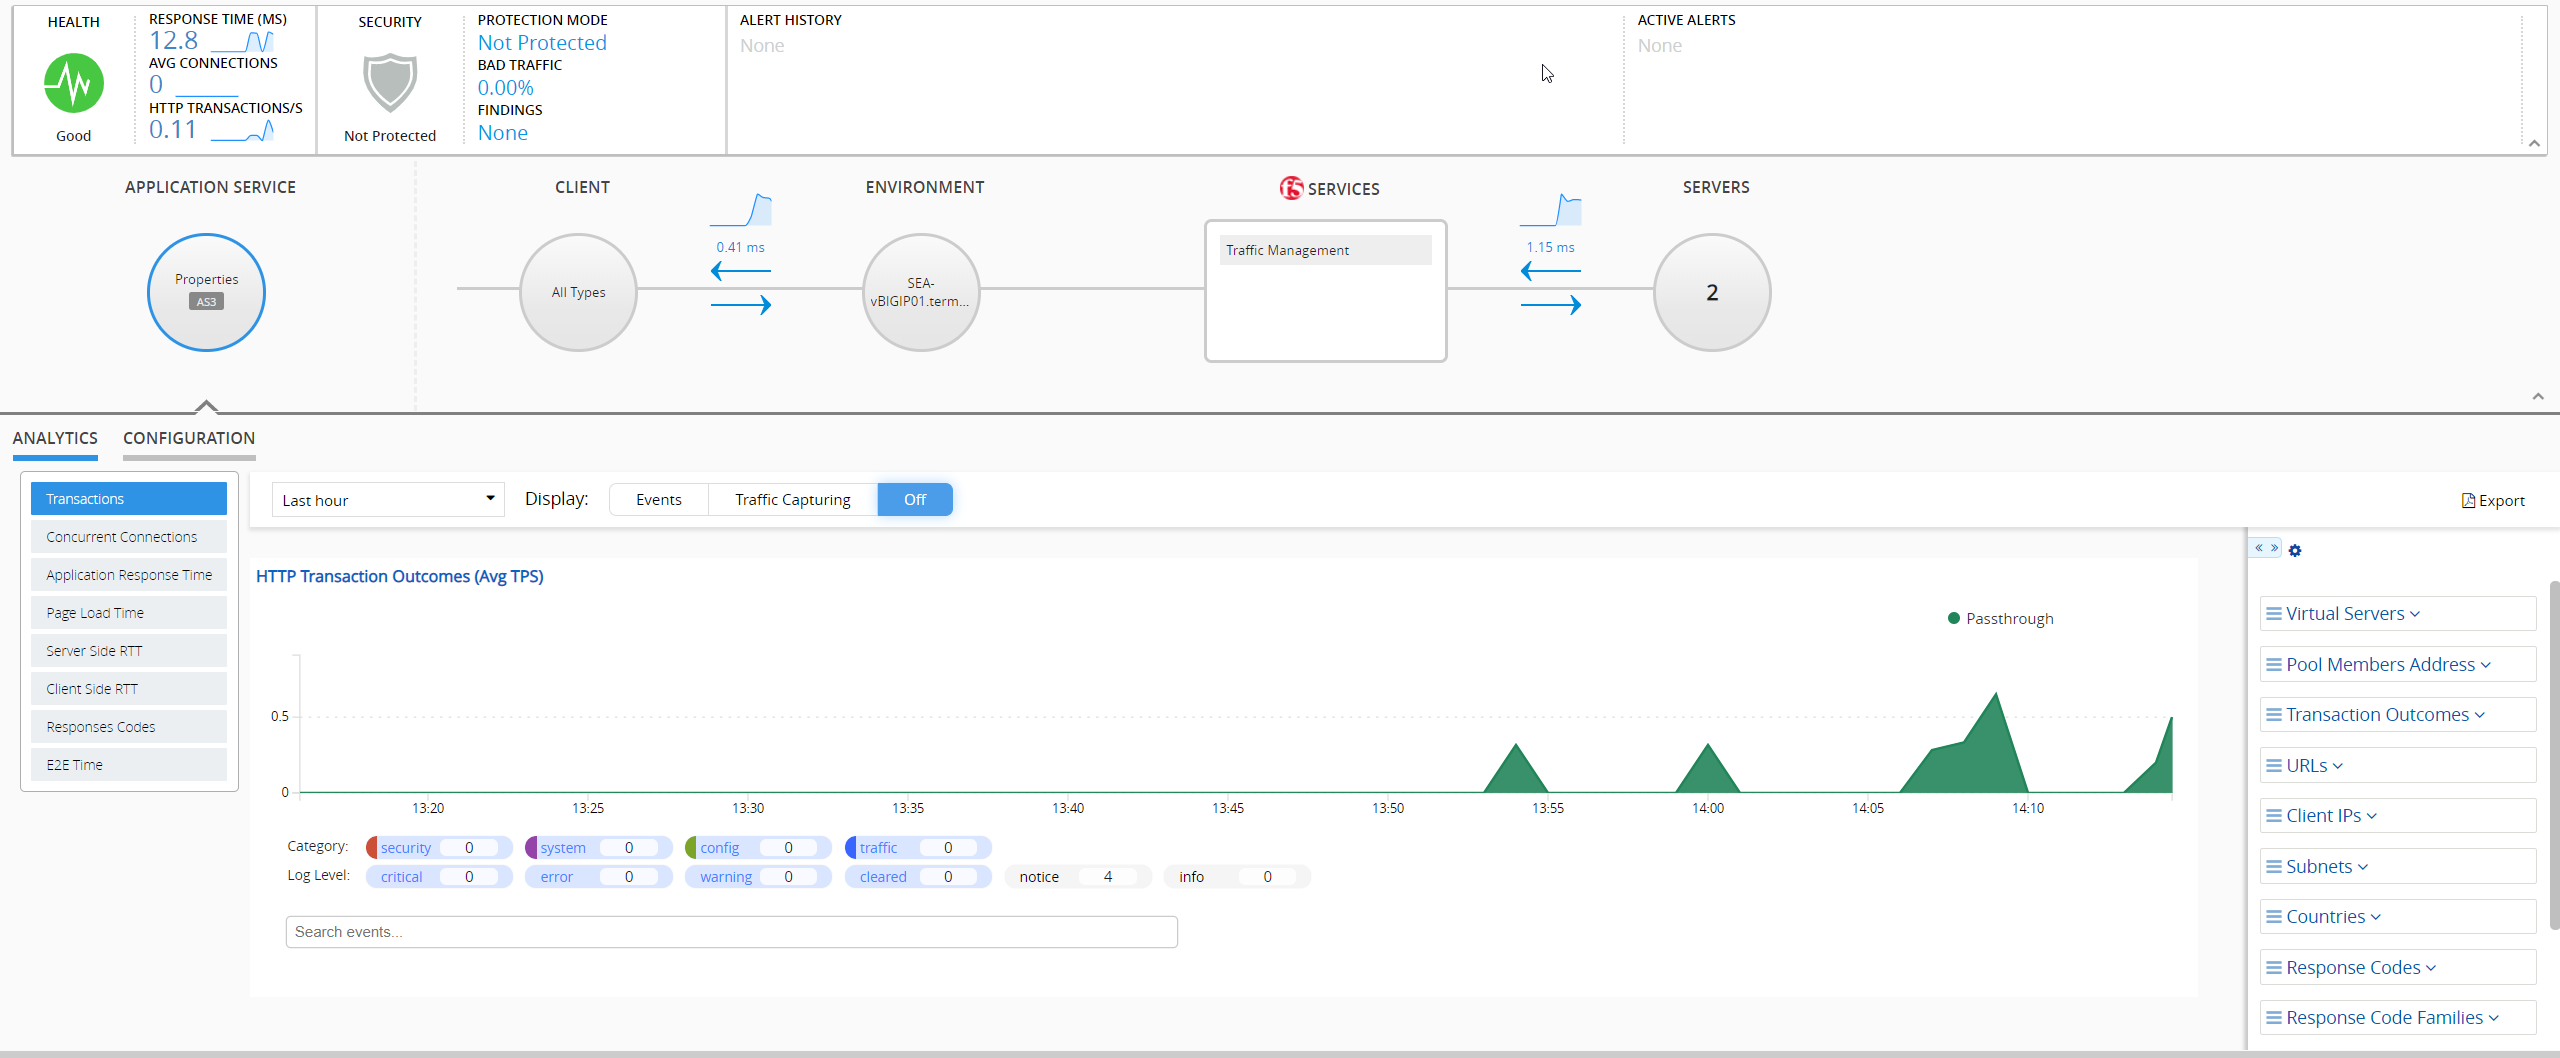 HEALTH
Good
RESPONSE TIME (MS)
12.8
AVG CONNECTIONS
0
HTTP TRANSACTIONS/S
0.11
SECURITY
Not Protected
PROTECTION MODE
Not Protected
BAD TRAFFIC
0.00%
FINDINGS
None
ALERT HISTORY
None
ACTIVE ALERTS
None
APPLICATION SERVICE
Properties
AS3
CLIENT
All Types
0.41 ms
ENVIRONMENT
SEA-
vBIGIP01.term...
f5 SERVICES
Traffic Management
1.15 ms
SERVERS
2
ANALYTICS
CONFIGURATION
Transactions
Concurrent Connections
Application Response Time
Page Load Time
Server Side RTT
Client Side RTT
Responses Codes
E2E Time
Last hour
Display:
Events
Traffic Capturing
Off
Export
HTTP Transaction Outcomes (Avg TPS)
Passthrough
0.5
0
13:20 13:25 13:30 13:35 13:40 13:45 13:50 13:55 14:00 14:05 14:10
Category: security 0 system 0 config 0 traffic 0
Log Level: critical 0 error 0 warning 0 cleared 0 notice 4 info 0
Search events...
« »
Virtual Servers
Pool Members Address
Transaction Outcomes
URLs
Client IPs
Subnets
Countries
Response Codes
Response Code Families